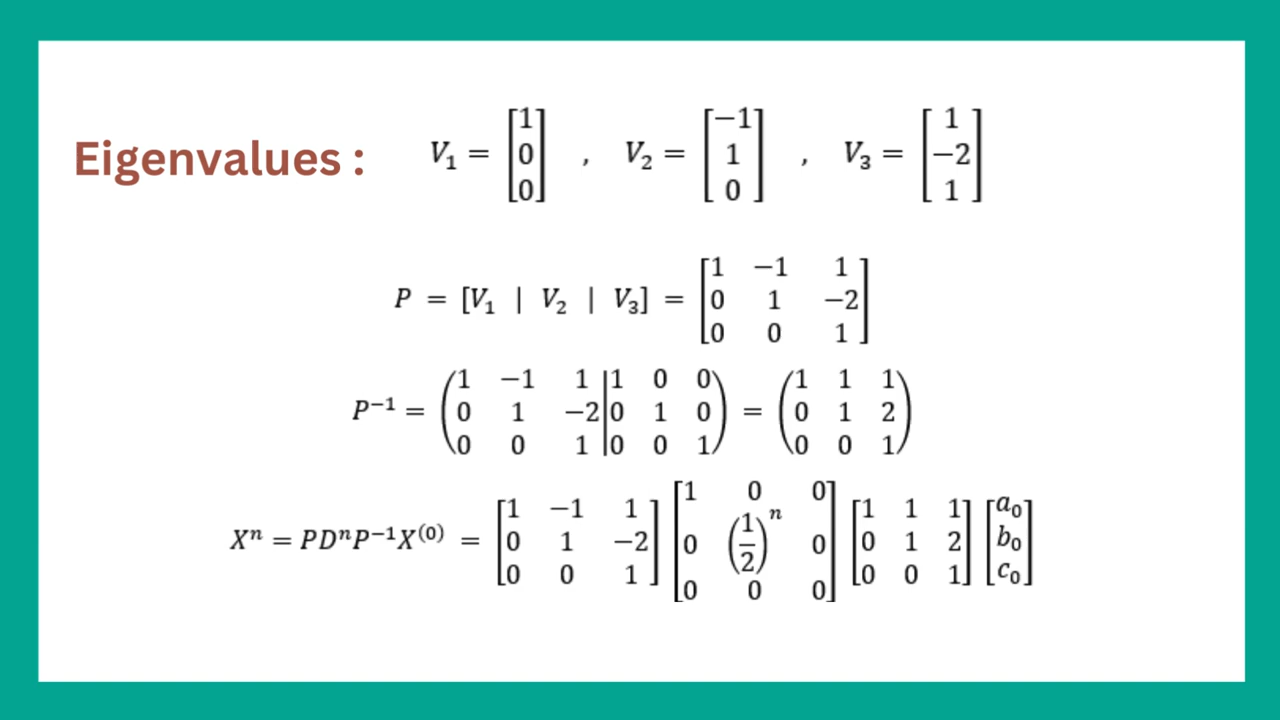 Eigenvalues : V₁ = [1 0 0] , V₂ = [−1 1 0] , V₃ = [1 −2 1]
P = [V₁ | V₂ | V₃] = [1 −1 1 0 1 −2 0 0 1]
P⁻¹ = (1 −1 1 | 1 0 0 0 1 −2 | 0 1 0 0 0 1 | 0 0 1) = (1 1 1 0 1 2 0 0 1)
Xⁿ = PDⁿP⁻¹X⁽⁰⁾ = [1 −1 1 0 1 −2 0 0 1] [1 0 0 0 (1/2)ⁿ 0 0 0 0] [1 1 1 0 1 2 0 0 1] [a₀ b₀ c₀]